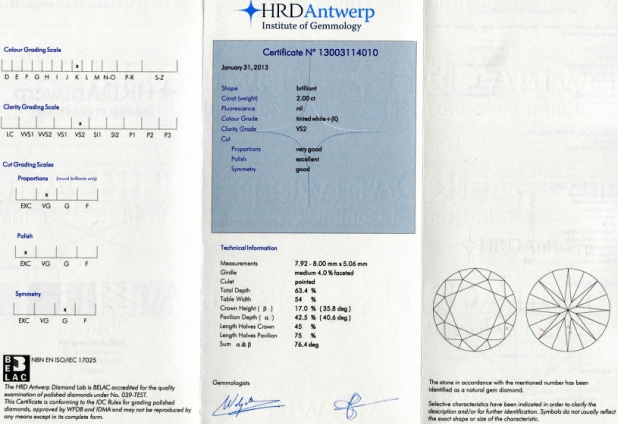 Colour Grading Scale
x
D E F G H I J K L M N-O P-R S-Z
Clarity Grading Scale
x
LC VVS1 VVS2 VS1 VS2 SI1 SI2 P1 P2 P3
Cut Grading Scales
Proportions (round brilliants only)
x
EXC VG G F
Polish
x
EXC VG G F
Symmetry
x
EXC VG G F
BELAC
NBN EN ISO/IEC 17025
The HRD Antwerp Diamond Lab is BELAC accredited for the quality
examination of polished diamonds under No. 039-TEST.
This Certificate is conforming to the IDC Rules for grading polished
diamonds, approved by WFDB and IDMA and may not be reproduced by
any means except in its complete form.
HRD Antwerp
Institute of Gemmology
Certificate N° 13003114010
January 31, 2013
Shape brilliant
Carat (weight) 2.00 ct
Fluorescence nil
Colour Grade tinted white + (K)
Clarity Grade VS2
Cut
Proportions very good
Polish excellent
Symmetry good
Technical Information
Measurements 7.92 - 8.00 mm x 5.06 mm
Girdle medium 4.0 % faceted
Culet pointed
Total Depth 63.4 %
Table Width 54 %
Crown Height ( β ) 17.0 % (35.8 deg)
Pavilion Depth ( α ) 42.5 % (40.6 deg)
Length Halves Crown 45 %
Length Halves Pavilion 75 %
Sum α & β 76.4 deg
Gemmologists
The stone in accordance with the mentioned number has been
identified as a natural gem diamond.
Selective characteristics have been indicated in order to clarify the
description and/or for further identification. Symbols do not usually reflect
the exact shape or size of the characteristic.